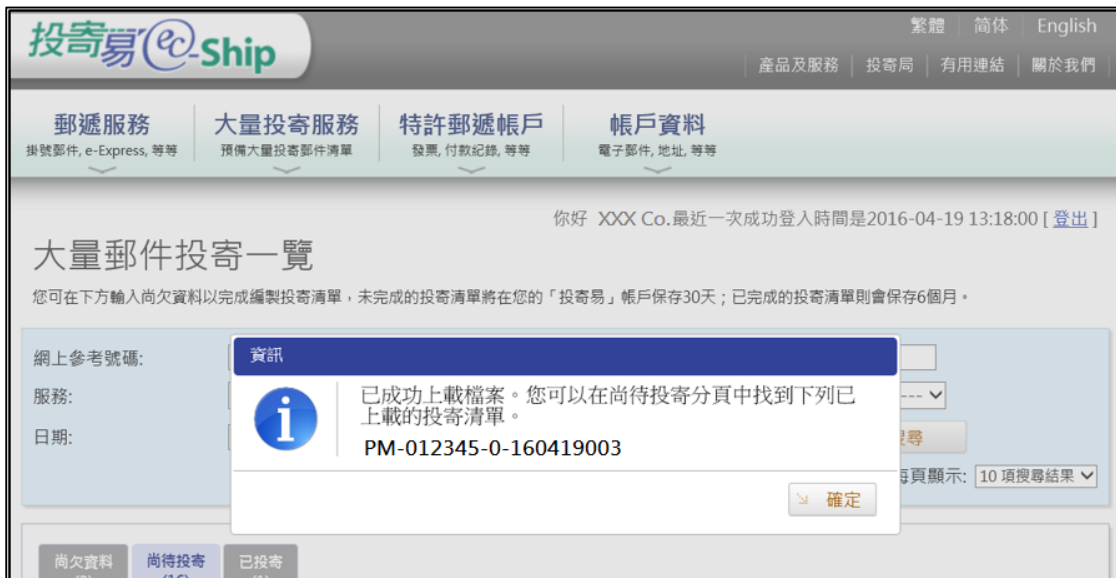 投寄易 ec-Ship
繁體 简体 English
產品及服務 投寄局 有用連結 關於我們
郵遞服務 大量投寄服務 特許郵遞帳戶 帳戶資料
掛號郵件, e-Express, 等等 預備大量投寄郵件清單 發票, 付款紀錄, 等等 電子郵件, 地址, 等等
你好 XXX Co.最近一次成功登入時間是2016-04-19 13:18:00 [ 登出 ]
大量郵件投寄一覽
您可在下方輸入尚欠資料以完成編製投寄清單，未完成的投寄清單將在您的「投寄易」帳戶保存30天；已完成的投寄清單則會保存6個月。
資訊
網上參考號碼:
已成功上載檔案。您可以在尚待投寄分頁中找到下列已
服務: ---
上載的投寄清單。
日期: 尋
PM-012345-0-160419003
頁顯示: 10 項搜尋結果
確定
尚欠資料 尚待投寄 已投寄